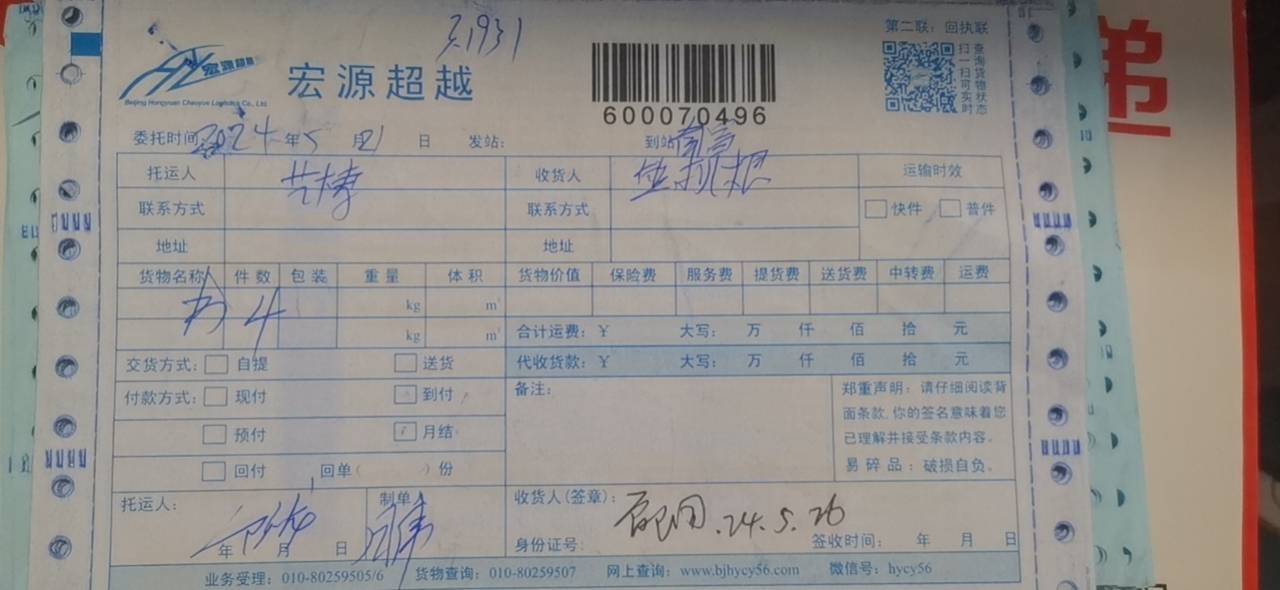 第二联：回执联
宏源超越
宏源超越
Beijing Hongyuan Chaoyue Logistics Co., Ltd
600070496
扫一扫可实时
查询货物状态
委托时间 2024 年 5 月 21 日 发站： 到站
托运人 收货人 运输时效
联系方式 联系方式 快件 普件
地址 地址
货物名称 件数 包装 重量 体积 货物价值 保险费 服务费 提货费 送货费 中转费 运费
4 kg m³
kg m³ 合计运费：¥ 大写： 万 仟 佰 拾 元
交货方式： 自提 送货 代收货款：¥ 大写： 万 仟 佰 拾 元
付款方式： 现付 到付 备注：
预付 月结
回付 回单（ ）份
郑重声明：请仔细阅读背
面条款，你的签名意味着您
已理解并接受条款内容。
易碎品：破损自负。
托运人： 制单人 收货人(签章)： 24.5.26
年 月 日 身份证号： 签收时间： 年 月 日
业务受理：010-80259505/6 货物查询：010-80259507 网上查询：www.bjhycy56.com 微信号：hycy56
递